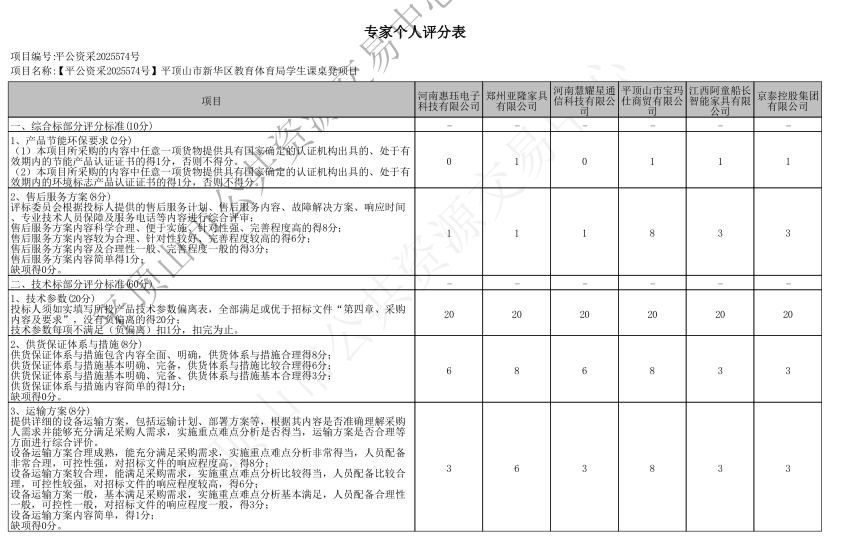 专家个人评分表
项目编号:平公资采2025574号
项目名称:【平公资采2025574号】平顶山市新华区教育体育局学生课桌凳项目
项目 河南惠珏电子科技有限公司 郑州亚隆家具有限公司 河南慧耀星通信科技有限公司 平顶山市宝玛仕商贸有限公司 江西阿童船长智能家具有限公司 京泰控股集团有限公司
一、综合标部分评分标准(10分) - - - - - -
1、产品节能环保要求(2分)
（1）本项目所采购的内容中任意一项货物提供具有国家确定的认证机构出具的、处于有
效期内的节能产品认证证书的得1分，否则不得分。
（2）本项目所采购的内容中任意一项货物提供具有国家确定的认证机构出具的、处于有
效期内的环境标志产品认证证书的得1分，否则不得分。
0 1 0 1 1 1
2、售后服务方案(8分)
评标委员会根据投标人提供的售后服务计划、售后服务内容、故障解决方案、响应时间
、专业技术人员保障及服务电话等内容进行综合评审:
售后服务方案内容科学合理、便于实施、针对性强、完善程度高的得8分；
售后服务方案内容较为合理、针对性较好、完善程度较高的得6分；
售后服务方案内容及合理性一般、完善程度一般的得3分；
售后服务方案内容简单得1分；
缺项得0分。
1 1 1 8 3 3
二、技术标部分评分标准(60分) - - - - - -
1、技术参数(20分)
投标人须如实填写所投产品技术参数偏离表，全部满足或优于招标文件“第四章、采购
内容及要求”，没有负偏离的得20分；
技术参数每项不满足（负偏离）扣1分，扣完为止。
20 20 20 20 20 20
2、供货保证体系与措施(8分)
供货保证体系与措施包含内容全面、明确，供货体系与措施合理得8分；
供货保证体系与措施基本明确、完备，供货体系与措施比较合理得6分；
供货保证体系与措施基本明确、完备、供货体系与措施基本合理得3分；
供货保证体系与措施内容简单的得1分；
缺项得0分。
6 8 6 8 3 3
3、运输方案(8分)
提供详细的设备运输方案，包括运输计划、部署方案等，根据其内容是否准确理解采购
人需求并能够充分满足采购人需求，实施重点难点分析是否得当，运输方案是否合理等
方面进行综合评价。
设备运输方案合理成熟，能充分满足采购需求，实施重点难点分析非常得当，人员配备
非常合理，可控性强，对招标文件的响应程度高，得8分；
设备运输方案较合理，能满足采购需求，实施重点难点分析比较得当，人员配备比较合
理，可控性较强，对招标文件的响应程度较高，得6分；
设备运输方案一般，基本满足采购需求，实施重点难点分析基本满足，人员配备合理性
一般，可控性一般，对招标文件的响应程度一般，得3分；
设备运输方案内容简单，得1分；
缺项得0分。
3 6 3 8 3 3
平顶山市公共资源交易中心